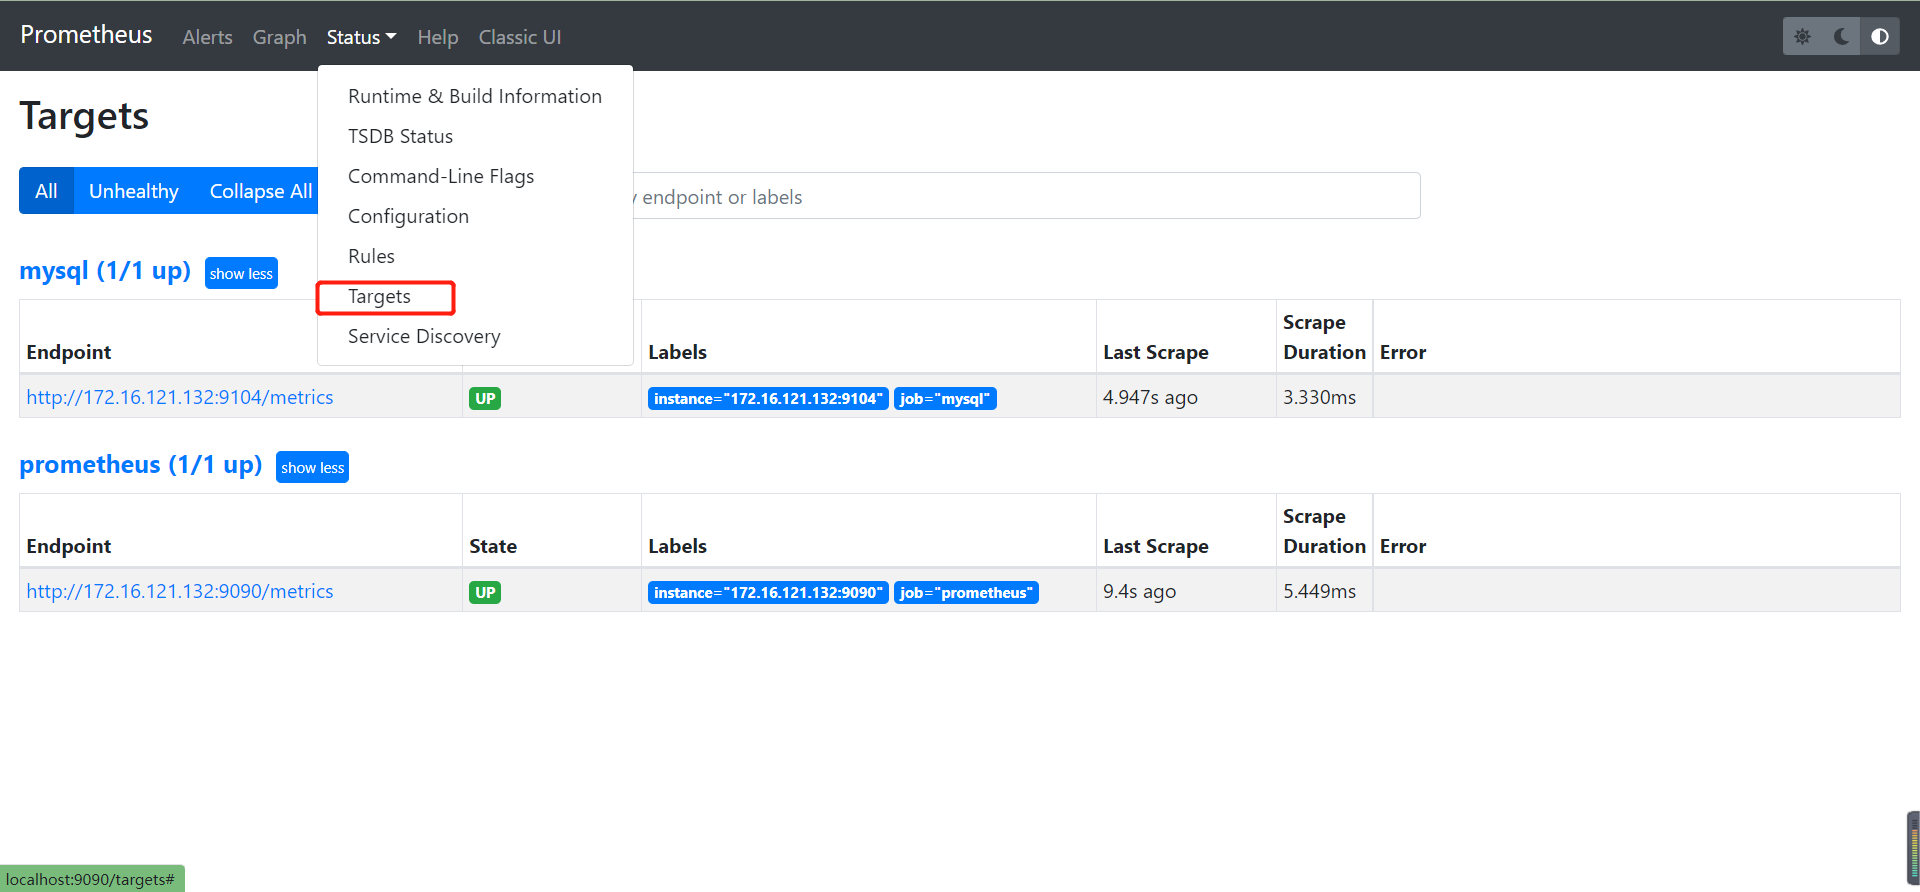 Prometheus Alerts Graph Status Help Classic UI
Runtime & Build Information
TSDB Status
Command-Line Flags
Configuration
Rules
Targets
Service Discovery
Targets
All Unhealthy Collapse All
endpoint or labels
mysql (1/1 up) show less
Endpoint Labels Last Scrape Scrape Duration Error
http://172.16.121.132:9104/metrics UP instance="172.16.121.132:9104" job="mysql" 4.947s ago 3.330ms
prometheus (1/1 up) show less
Endpoint State Labels Last Scrape Scrape Duration Error
http://172.16.121.132:9090/metrics UP instance="172.16.121.132:9090" job="prometheus" 9.4s ago 5.449ms
localhost:9090/targets#